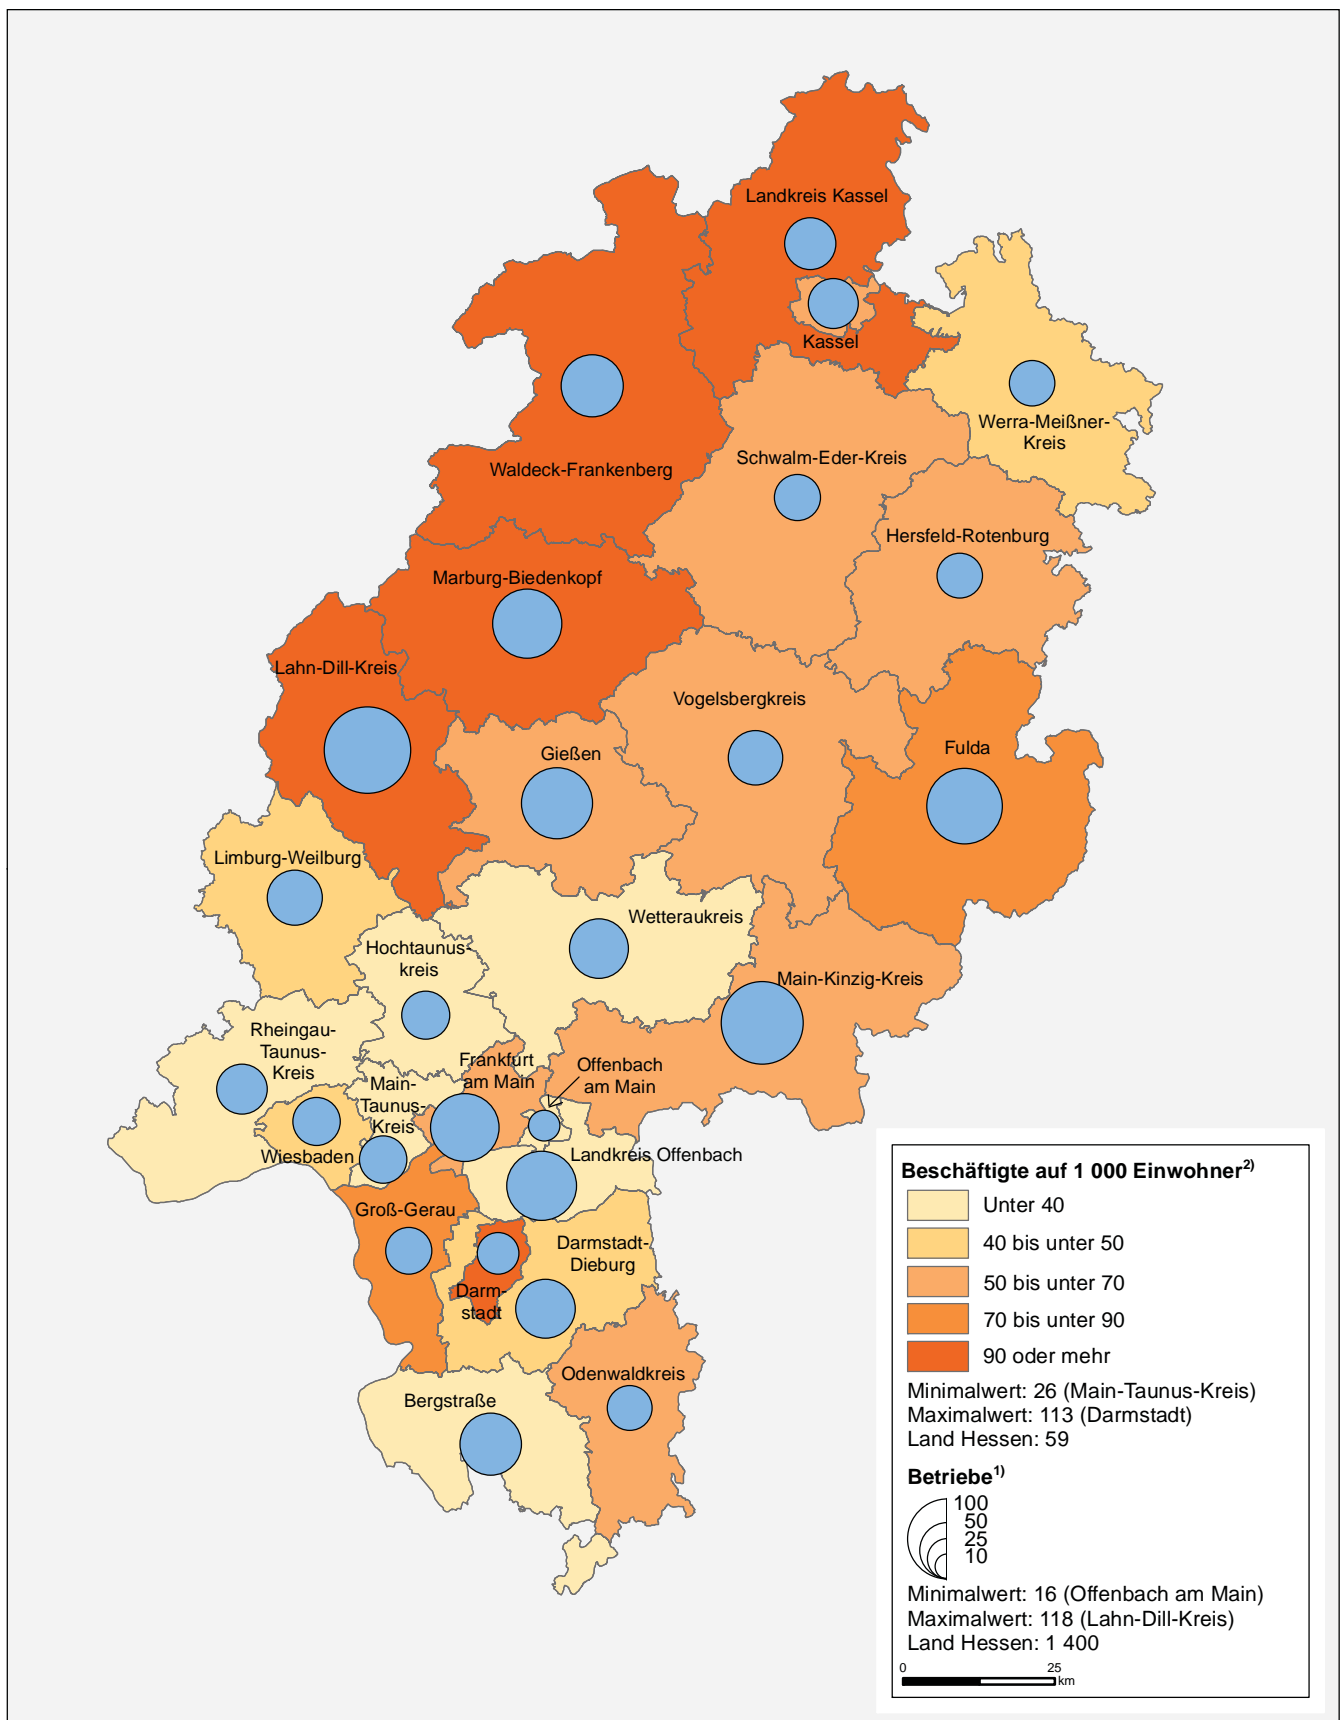 Landkreis Kassel
Kassel
Werra-Meißner-
Kreis
Waldeck-Frankenberg
Schwalm-Eder-Kreis
Hersfeld-Rotenburg
Marburg-Biedenkopf
Lahn-Dill-Kreis
Vogelsbergkreis
Gießen
Fulda
Limburg-Weilburg
Wetteraukreis
Hochtaunus-
kreis
Main-Kinzig-Kreis
Rheingau-
Taunus-
Kreis
Frankfurt
am Main
Offenbach
am Main
Main-
Taunus-
Kreis
Wiesbaden
Landkreis Offenbach
Groß-Gerau
Darmstadt-
Dieburg
Darm-
stadt
Odenwaldkreis
Bergstraße
Beschäftigte auf 1 000 Einwohner2)
Unter 40
40 bis unter 50
50 bis unter 70
70 bis unter 90
90 oder mehr
Minimalwert: 26 (Main-Taunus-Kreis)
Maximalwert: 113 (Darmstadt)
Land Hessen: 59
Betriebe1)
100
50
25
10
Minimalwert: 16 (Offenbach am Main)
Maximalwert: 118 (Lahn-Dill-Kreis)
Land Hessen: 1 400
0 25
km